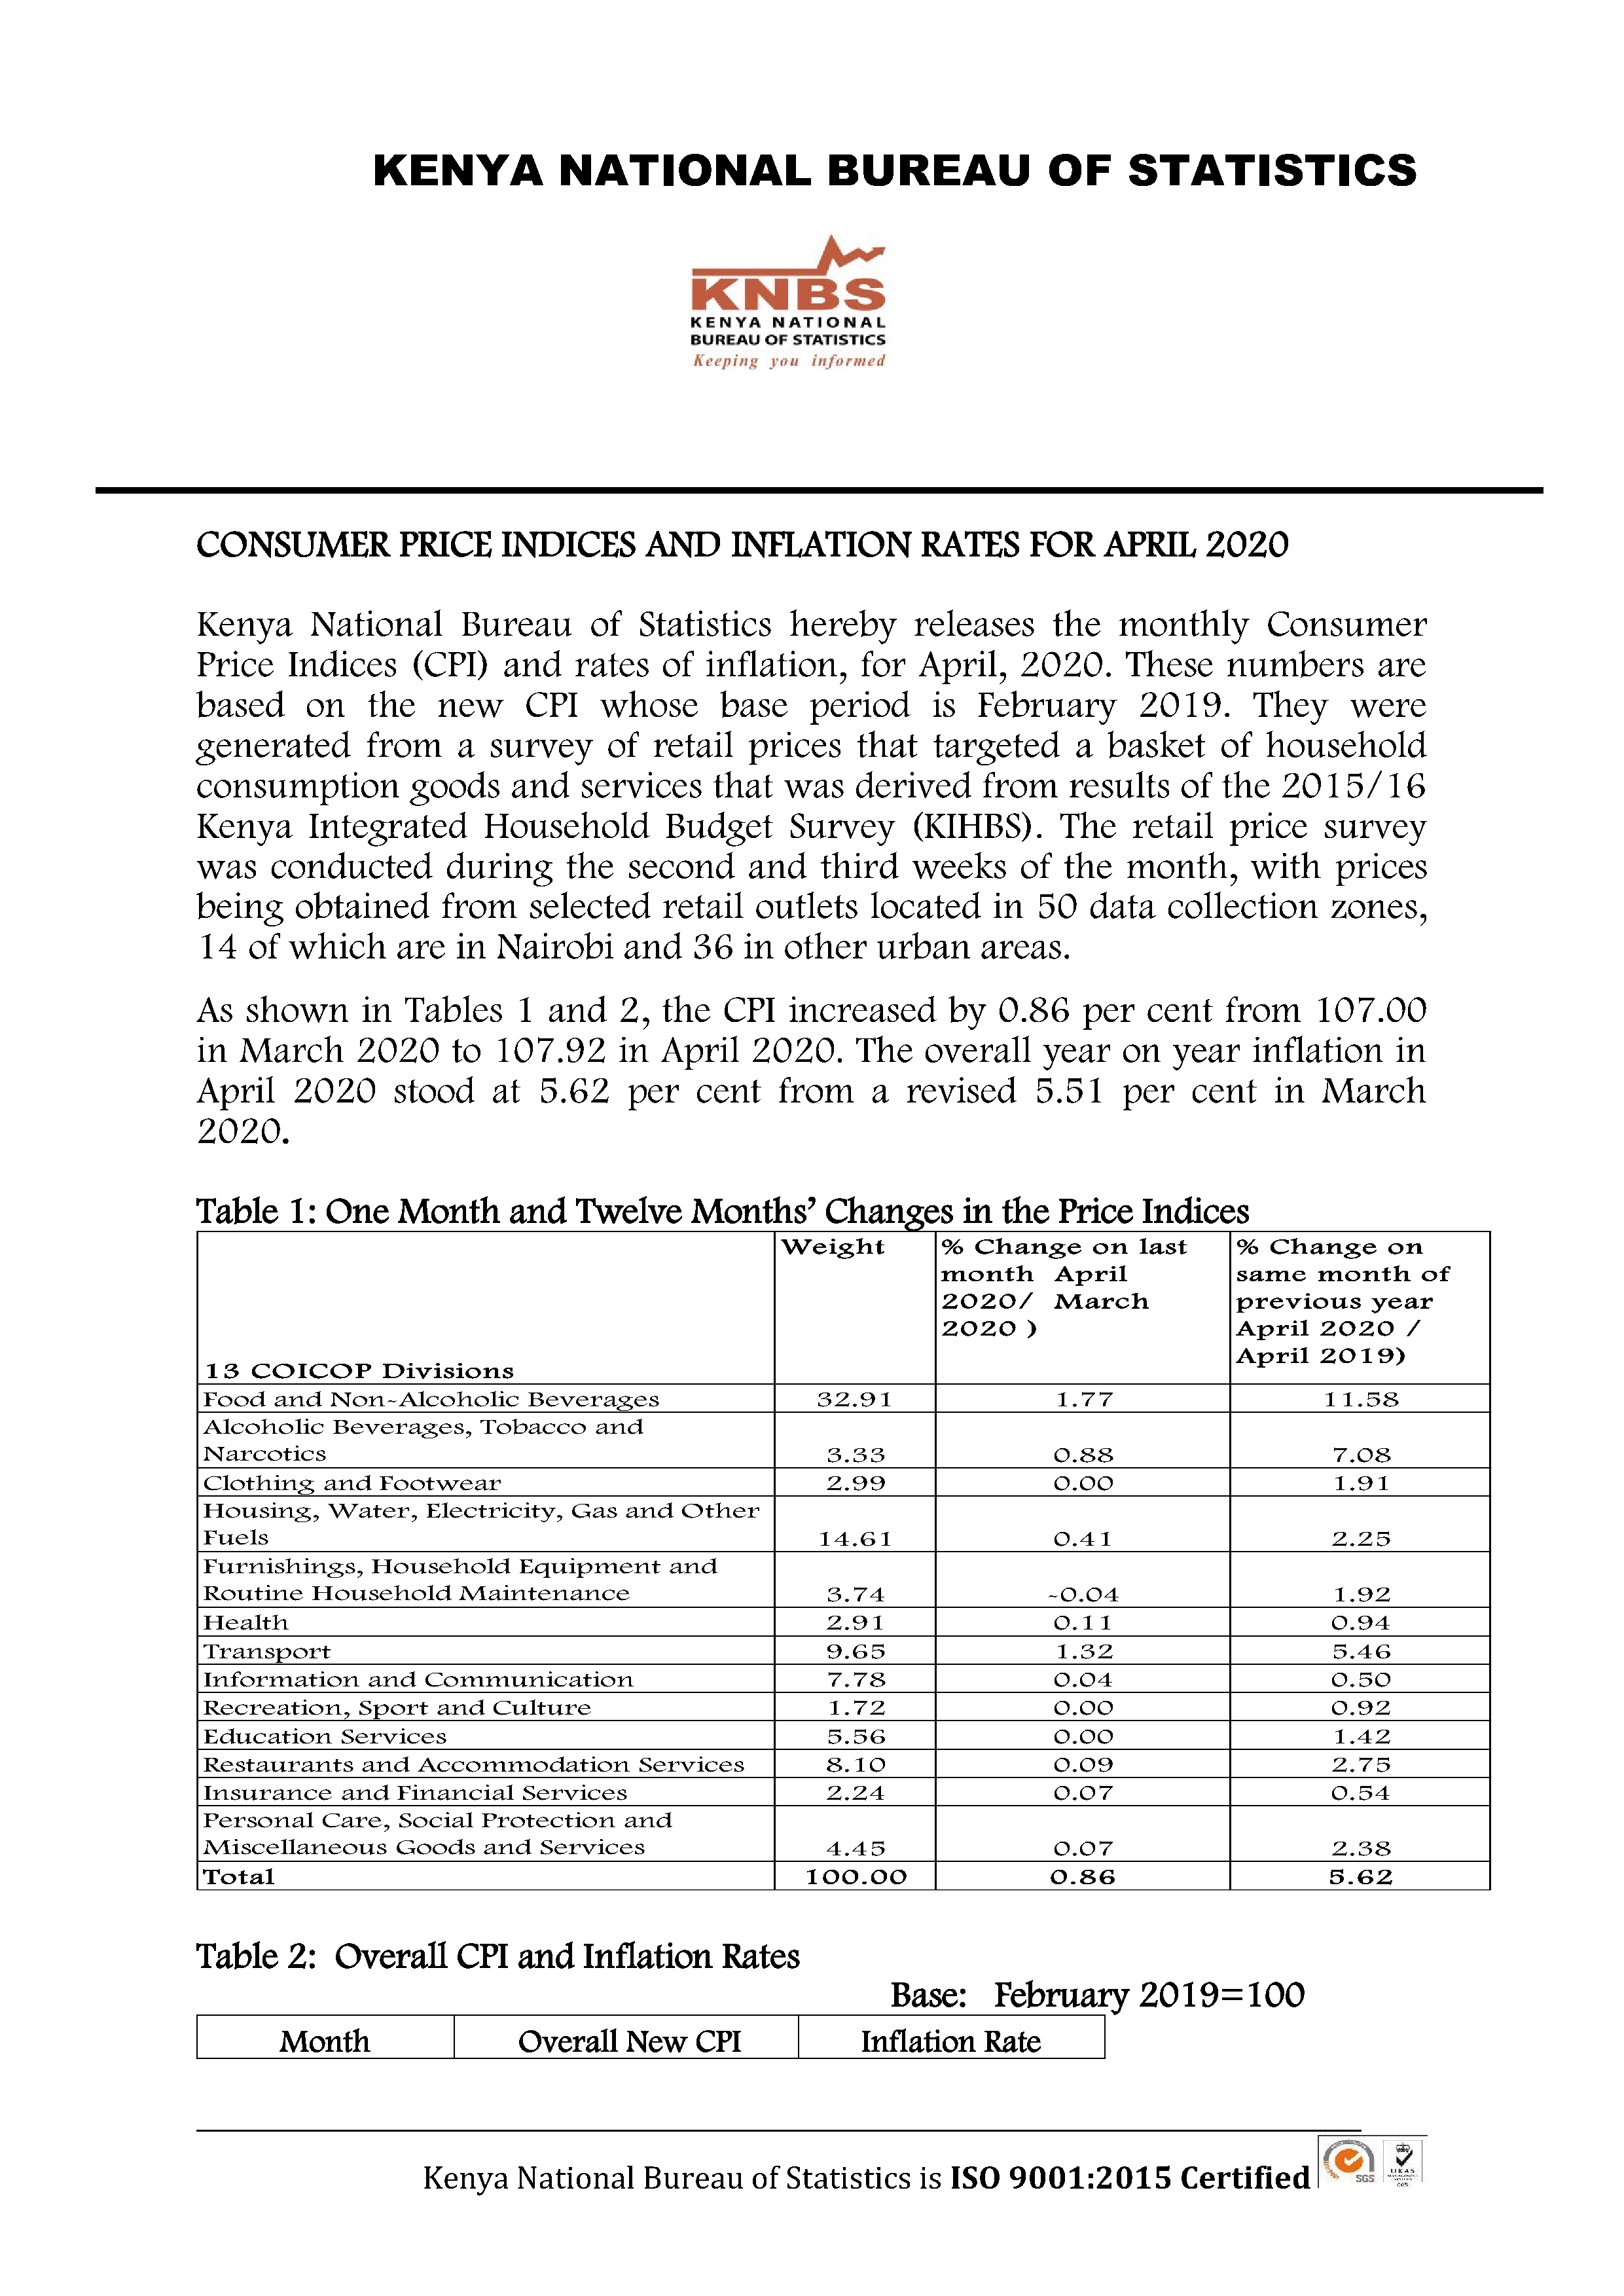 KENYA NATIONAL BUREAU OF STATISTICS
KNBS
KENYA NATIONAL
BUREAU OF STATISTICS
Keeping you informed
CONSUMER PRICE INDICES AND INFLATION RATES FOR APRIL 2020
Kenya National Bureau of Statistics hereby releases the monthly Consumer
Price Indices (CPI) and rates of inflation, for April, 2020. These numbers are
based on the new CPI whose base period is February 2019. They were
generated from a survey of retail prices that targeted a basket of household
consumption goods and services that was derived from results of the 2015/16
Kenya Integrated Household Budget Survey (KIHBS). The retail price survey
was conducted during the second and third weeks of the month, with prices
being obtained from selected retail outlets located in 50 data collection zones,
14 of which are in Nairobi and 36 in other urban areas.
As shown in Tables 1 and 2, the CPI increased by 0.86 per cent from 107.00
in March 2020 to 107.92 in April 2020. The overall year on year inflation in
April 2020 stood at 5.62 per cent from a revised 5.51 per cent in March
2020.
Table 1: One Month and Twelve Months’ Changes in the Price Indices
13 COICOP Divisions
Weight
% Change on last
month April
2020/ March
2020 )
% Change on
same month of
previous year
April 2020 /
April 2019)
Food and Non-Alcoholic Beverages 32.91 1.77 11.58
Alcoholic Beverages, Tobacco and
Narcotics 3.33 0.88 7.08
Clothing and Footwear 2.99 0.00 1.91
Housing, Water, Electricity, Gas and Other
Fuels 14.61 0.41 2.25
Furnishings, Household Equipment and
Routine Household Maintenance 3.74 -0.04 1.92
Health 2.91 0.11 0.94
Transport 9.65 1.32 5.46
Information and Communication 7.78 0.04 0.50
Recreation, Sport and Culture 1.72 0.00 0.92
Education Services 5.56 0.00 1.42
Restaurants and Accommodation Services 8.10 0.09 2.75
Insurance and Financial Services 2.24 0.07 0.54
Personal Care, Social Protection and
Miscellaneous Goods and Services 4.45 0.07 2.38
Total 100.00 0.86 5.62
Table 2: Overall CPI and Inflation Rates
Base: February 2019=100
Month Overall New CPI Inflation Rate
Kenya National Bureau of Statistics is ISO 9001:2015 Certified
SGS
UKAS